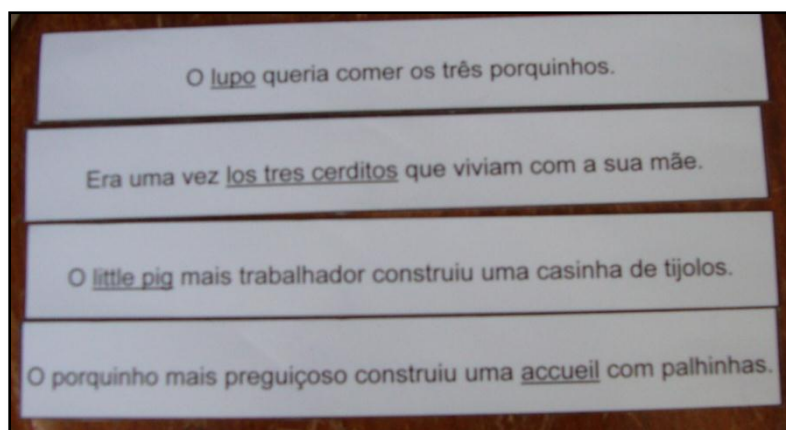 O lupo queria comer os três porquinhos.
Era uma vez los tres cerditos que viviam com a sua mãe.
O little pig mais trabalhador construiu uma casinha de tijolos.
O porquinho mais preguiçoso construiu uma accueil com palhinhas.